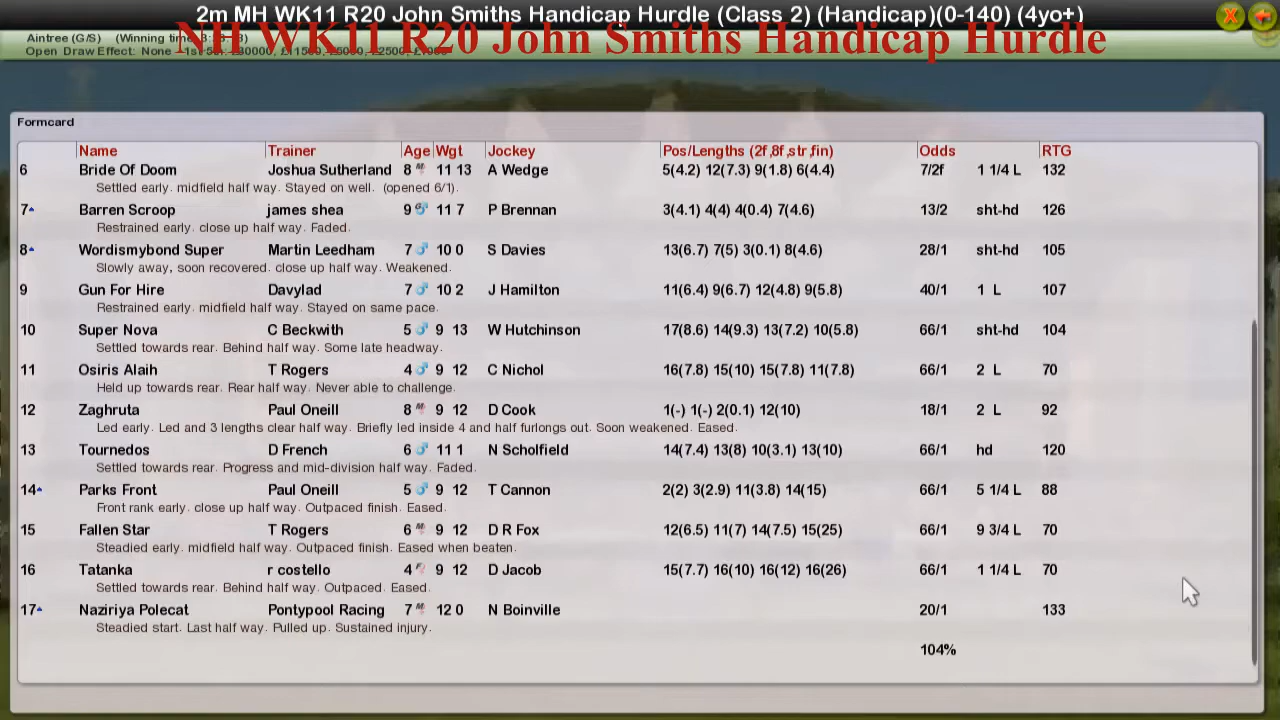 2m MH WK11 R20 John Smiths Handicap Hurdle (Class 2) (Handicap)(0-140) (4yo+)
NH WK11 R20 John Smiths Handicap Hurdle
Aintree (G/S) (Winning time
Open Draw Effect: None
Formcard
Name Trainer Age Wgt Jockey Pos/Lengths (2f,8f,str,fin) Odds RTG
6 Bride Of Doom Joshua Sutherland 8 11 13 A Wedge 5(4.2) 12(7.3) 9(1.8) 6(4.4) 7/2f 1 1/4 L 132
Settled early. midfield half way. Stayed on well. (opened 6/1).
7 Barren Scroop james shea 9 11 7 P Brennan 3(4.1) 4(4) 4(0.4) 7(4.6) 13/2 sht-hd 126
Restrained early. close up half way. Faded.
8 Wordismybond Super Martin Leedham 7 10 0 S Davies 13(6.7) 7(5) 3(0.1) 8(4.6) 28/1 sht-hd 105
Slowly away, soon recovered. close up half way. Weakened.
9 Gun For Hire Davylad 7 10 2 J Hamilton 11(6.4) 9(6.7) 12(4.8) 9(5.8) 40/1 1 L 107
Restrained early. midfield half way. Stayed on same pace.
10 Super Nova C Beckwith 5 9 13 W Hutchinson 17(8.6) 14(9.3) 13(7.2) 10(5.8) 66/1 sht-hd 104
Settled towards rear. Behind half way. Some late headway.
11 Osiris Alaih T Rogers 4 9 12 C Nichol 16(7.8) 15(10) 15(7.8) 11(7.8) 66/1 2 L 70
Held up towards rear. Rear half way. Never able to challenge.
12 Zaghruta Paul Oneill 8 9 12 D Cook 1(-) 1(-) 2(0.1) 12(10) 18/1 2 L 92
Led early. Led and 3 lengths clear half way. Briefly led inside 4 and half furlongs out. Soon weakened. Eased.
13 Tournedos D French 6 11 1 N Scholfield 14(7.4) 13(8) 10(3.1) 13(10) 66/1 hd 120
Settled towards rear. Progress and mid-division half way. Faded.
14 Parks Front Paul Oneill 5 9 12 T Cannon 2(2) 3(2.9) 11(3.8) 14(15) 66/1 5 1/4 L 88
Front rank early. close up half way. Outpaced finish. Eased.
15 Fallen Star T Rogers 6 9 12 D R Fox 12(6.5) 11(7) 14(7.5) 15(25) 66/1 9 3/4 L 70
Steadied early. midfield half way. Outpaced finish. Eased when beaten.
16 Tatanka r costello 4 9 12 D Jacob 15(7.7) 16(10) 16(12) 16(26) 66/1 1 1/4 L 70
Settled towards rear. Behind half way. Outpaced. Eased.
17 Naziriya Polecat Pontypool Racing 7 12 0 N Boinville 20/1 133
Steadied start. Last half way. Pulled up. Sustained injury.
104%